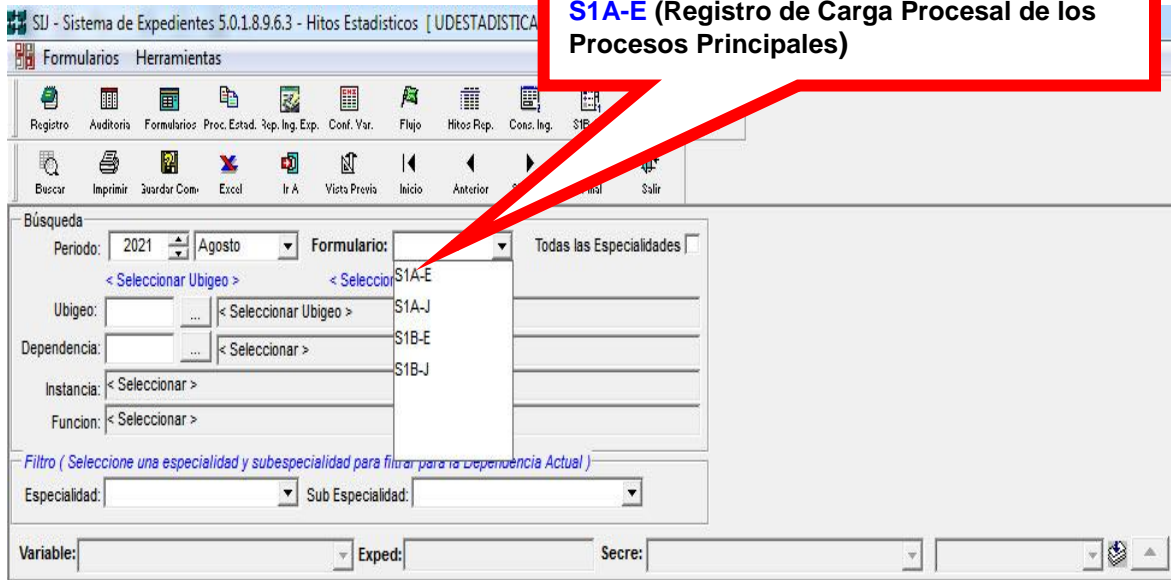 SIJ - Sistema de Expedientes 5.0.1.8.9.6.3 - Hitos Estadisticos [ UDESTADISTICA
S1A-E (Registro de Carga Procesal de los
Procesos Principales)
Formularios Herramientas
Registro Auditoria Formularios Proc. Estad. Rep. Ing. Exp. Conf. Var. Flujo Hitos Rep. Cons. Ing. S1B
Buscar Imprimir Guardar Com Excel Ir A Vista Previa Inicio Anterior Salir
Búsqueda
Periodo: 2021 Agosto Formulario: Todas las Especialidades
< Seleccionar Ubigeo > < Seleccion
S1A-E
Ubigeo: ... < Seleccionar Ubigeo >
S1A-J
Dependencia: ... < Seleccionar >
S1B-E
Instancia: < Seleccionar >
S1B-J
Funcion: < Seleccionar >
Filtro ( Seleccione una especialidad y subespecialidad para filtrar para la Dependencia Actual )
Especialidad: Sub Especialidad:
Variable: Exped: Secre: